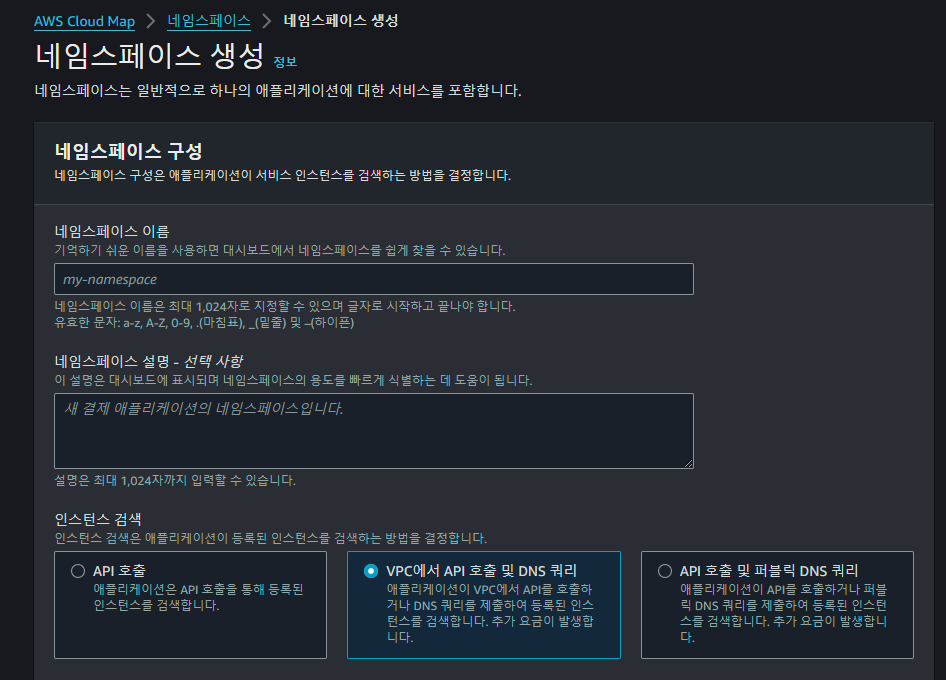 AWS Cloud Map > 네임스페이스 > 네임스페이스 생성
네임스페이스 생성 정보
네임스페이스는 일반적으로 하나의 애플리케이션에 대한 서비스를 포함합니다.
네임스페이스 구성
네임스페이스 구성은 애플리케이션이 서비스 인스턴스를 검색하는 방법을 결정합니다.
네임스페이스 이름
기억하기 쉬운 이름을 사용하면 대시보드에서 네임스페이스를 쉽게 찾을 수 있습니다.
my-namespace
네임스페이스 이름은 최대 1,024자로 지정할 수 있으며 글자로 시작하고 끝나야 합니다.
유효한 문자: a-z, A-Z, 0-9, .(마침표), _(밑줄) 및 –(하이픈)
네임스페이스 설명 - 선택 사항
이 설명은 대시보드에 표시되며 네임스페이스의 용도를 빠르게 식별하는 데 도움이 됩니다.
새 결제 애플리케이션의 네임스페이스입니다.
설명은 최대 1,024자까지 입력할 수 있습니다.
인스턴스 검색
인스턴스 검색은 애플리케이션이 등록된 인스턴스를 검색하는 방법을 결정합니다.
API 호출
애플리케이션은 API 호출을 통해 등록된
인스턴스를 검색합니다.
VPC에서 API 호출 및 DNS 쿼리
애플리케이션이 VPC에서 API를 호출하
거나 DNS 쿼리를 제출하여 등록된 인스
턴스를 검색합니다. 추가 요금이 발생합
니다.
API 호출 및 퍼블릭 DNS 쿼리
애플리케이션이 API를 호출하거나 퍼블
릭 DNS 쿼리를 제출하여 등록된 인스턴
스를 검색합니다. 추가 요금이 발생합니
다.